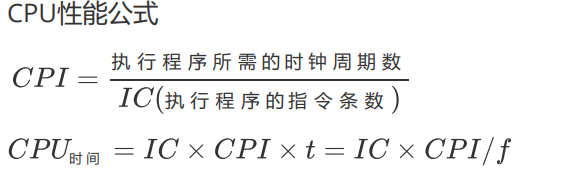 CPU性能公式
CPI = 执行程序所需的时钟周期数 / IC(执行程序的指令条数)
CPU时间 = IC × CPI × t = IC × CPI/f